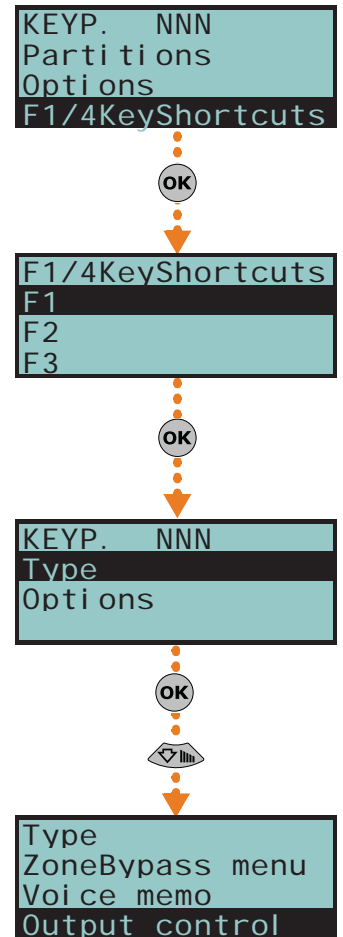 KEYP. NNN
Partitions
Options
F1/4KeyShortcuts
OK
F1/4KeyShortcuts
F1
F2
F3
OK
KEYP. NNN
Type
Options
OK
Type
ZoneBypass menu
Voice memo
Output control